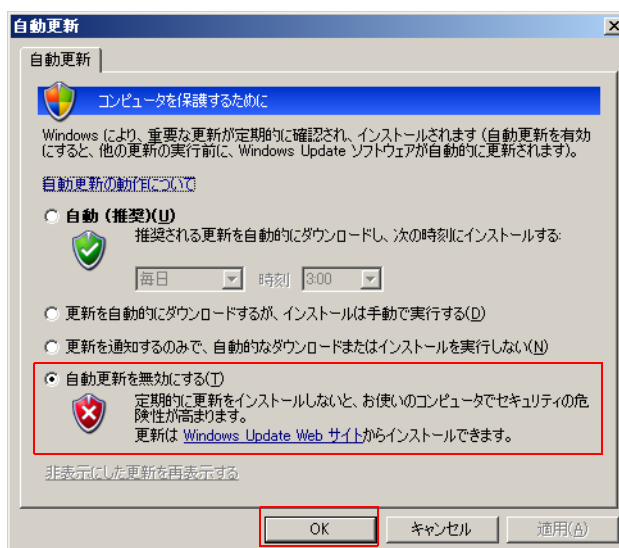 自動更新
自動更新
コンピュータを保護するために
Windows により、重要な更新が定期的に確認され、インストールされます (自動更新を有効
にすると、他の更新の実行前に、Windows Update ソフトウェアが自動的に更新されます)。
自動更新の動作について
自動 (推奨)(U)
推奨される更新を自動的にダウンロードし、次の時刻にインストールする:
毎日 時刻 3:00
更新を自動的にダウンロードするが、インストールは手動で実行する(D)
更新を通知するのみで、自動的なダウンロードまたはインストールを実行しない(N)
自動更新を無効にする(T)
定期的に更新をインストールしないと、お使いのコンピュータでセキュリティの危
険性が高まります。
更新は Windows Update Web サイトからインストールできます。
非表示にした更新を再表示する
OK キャンセル 適用(A)